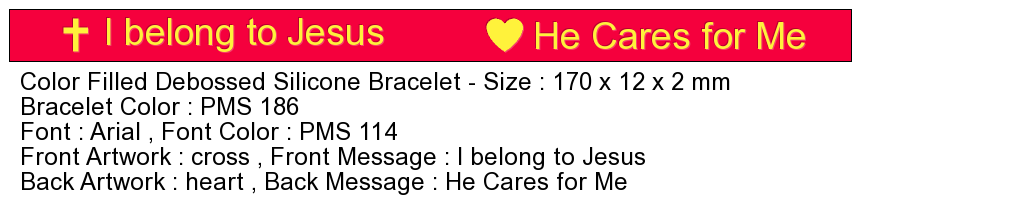 I belong to Jesus He Cares for Me
Color Filled Debossed Silicone Bracelet - Size : 170 x 12 x 2 mm
Bracelet Color : PMS 186
Font : Arial , Font Color : PMS 114
Front Artwork : cross , Front Message : I belong to Jesus
Back Artwork : heart , Back Message : He Cares for Me